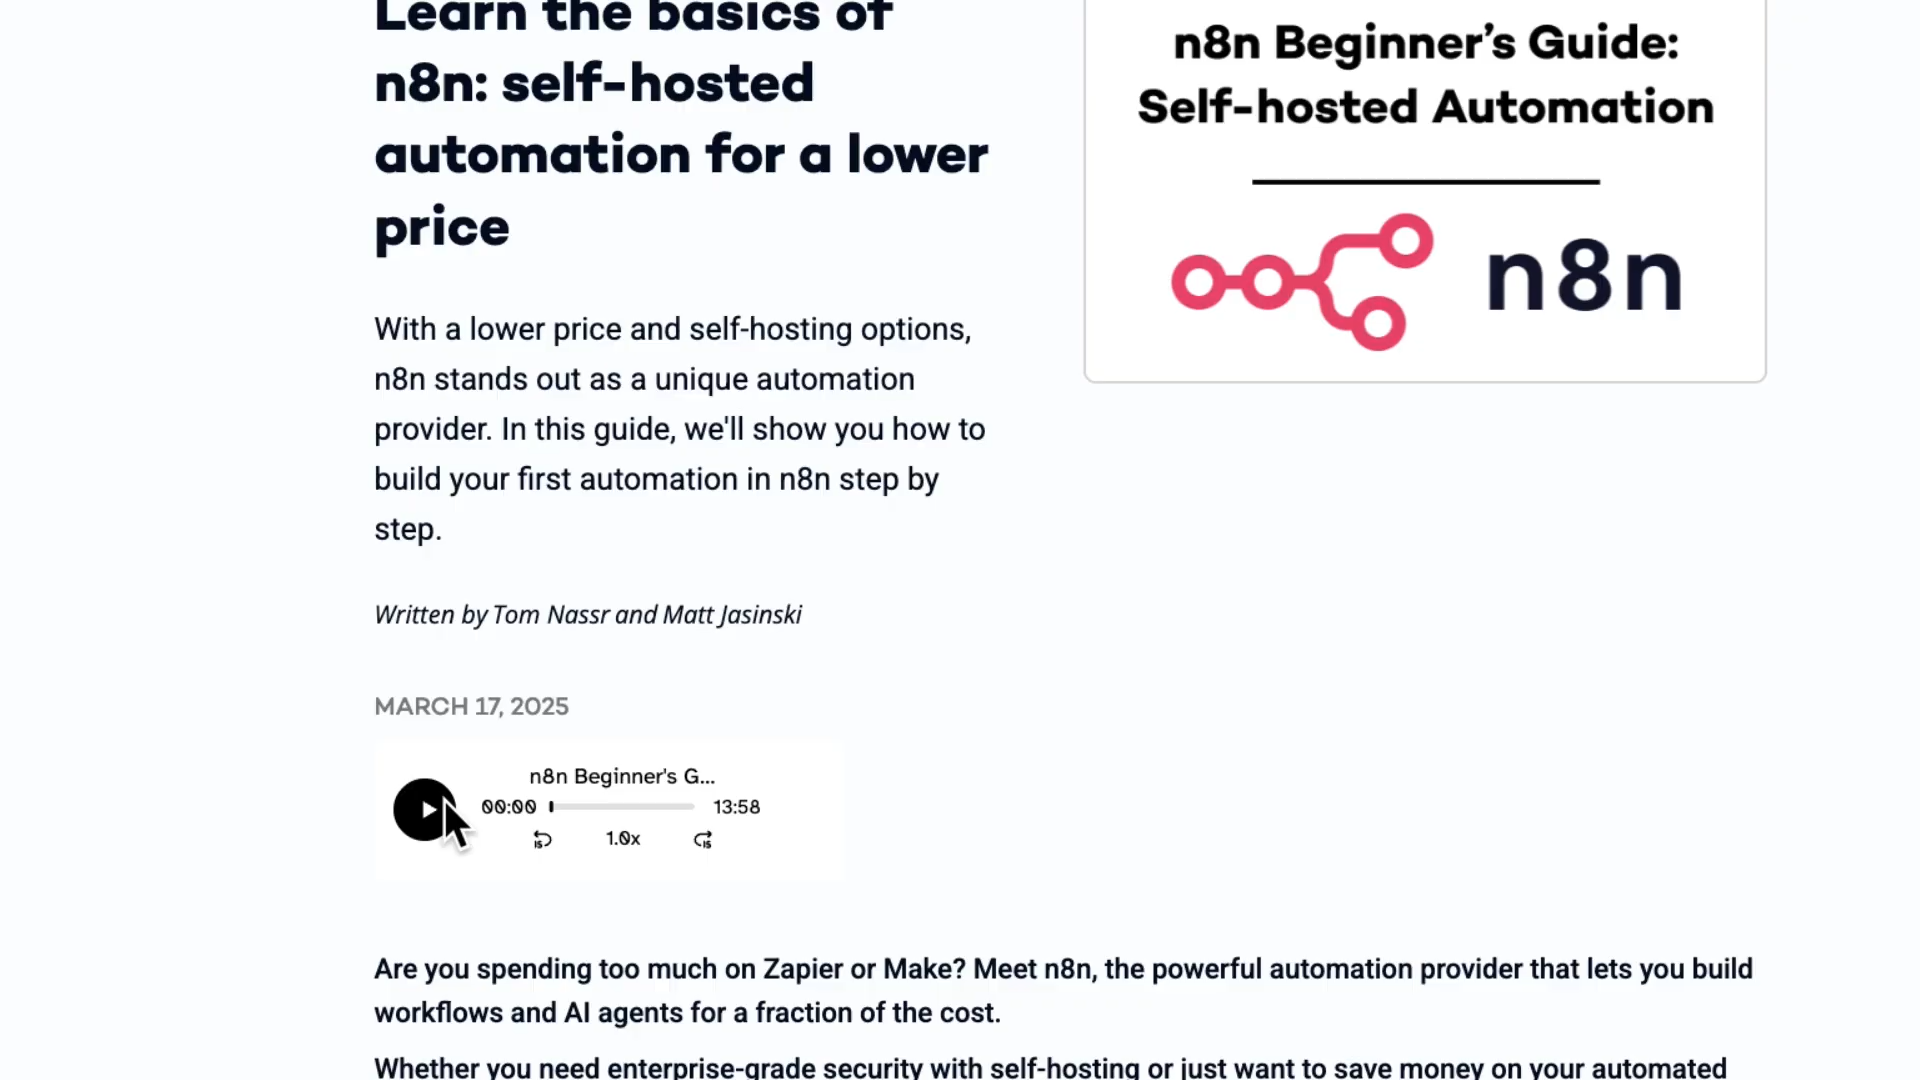 Learn the basics of
n8n: self-hosted
automation for a lower
price
n8n Beginner’s Guide:
Self-hosted Automation
n8n
With a lower price and self-hosting options,
n8n stands out as a unique automation
provider. In this guide, we'll show you how to
build your first automation in n8n step by
step.
Written by Tom Nassr and Matt Jasinski
MARCH 17, 2025
n8n Beginner's G...
00:00 13:58
15 1.0x 15
Are you spending too much on Zapier or Make? Meet n8n, the powerful automation provider that lets you build
workflows and AI agents for a fraction of the cost.
Whether you need enterprise-grade security with self-hosting or just want to save money on your automated